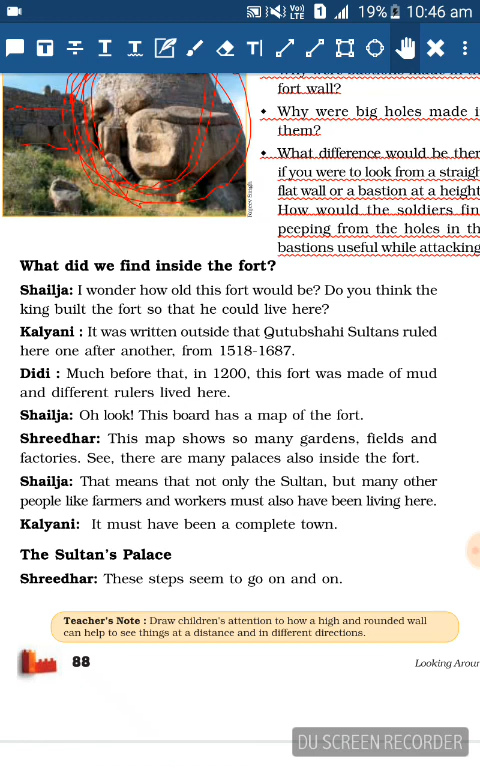 Vo))
LTE
1
19%
10:46 am
T
T
T
T
T
fort wall?
• Why were big holes made i
them?
• What difference would be ther
if you were to look from a straigh
flat wall or a bastion at a height
How would the soldiers fin
peeping from the holes in th
bastions useful while attacking
Rajeev Singh
What did we find inside the fort?
Shailja: I wonder how old this fort would be? Do you think the
king built the fort so that he could live here?
Kalyani : It was written outside that Qutubshahi Sultans ruled
here one after another, from 1518-1687.
Didi : Much before that, in 1200, this fort was made of mud
and different rulers lived here.
Shailja: Oh look! This board has a map of the fort.
Shreedhar: This map shows so many gardens, fields and
factories. See, there are many palaces also inside the fort.
Shailja: That means that not only the Sultan, but many other
people like farmers and workers must also have been living here.
Kalyani: It must have been a complete town.
The Sultan's Palace
Shreedhar: These steps seem to go on and on.
Teacher's Note : Draw children's attention to how a high and rounded wall
can help to see things at a distance and in different directions.
88
Looking Aroun
DU SCREEN RECORDER